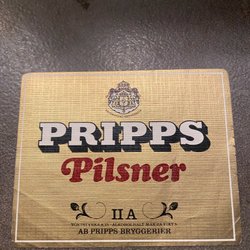 PRIPPS
Pilsner
II A
AB PRIPPS BRYGGERIER